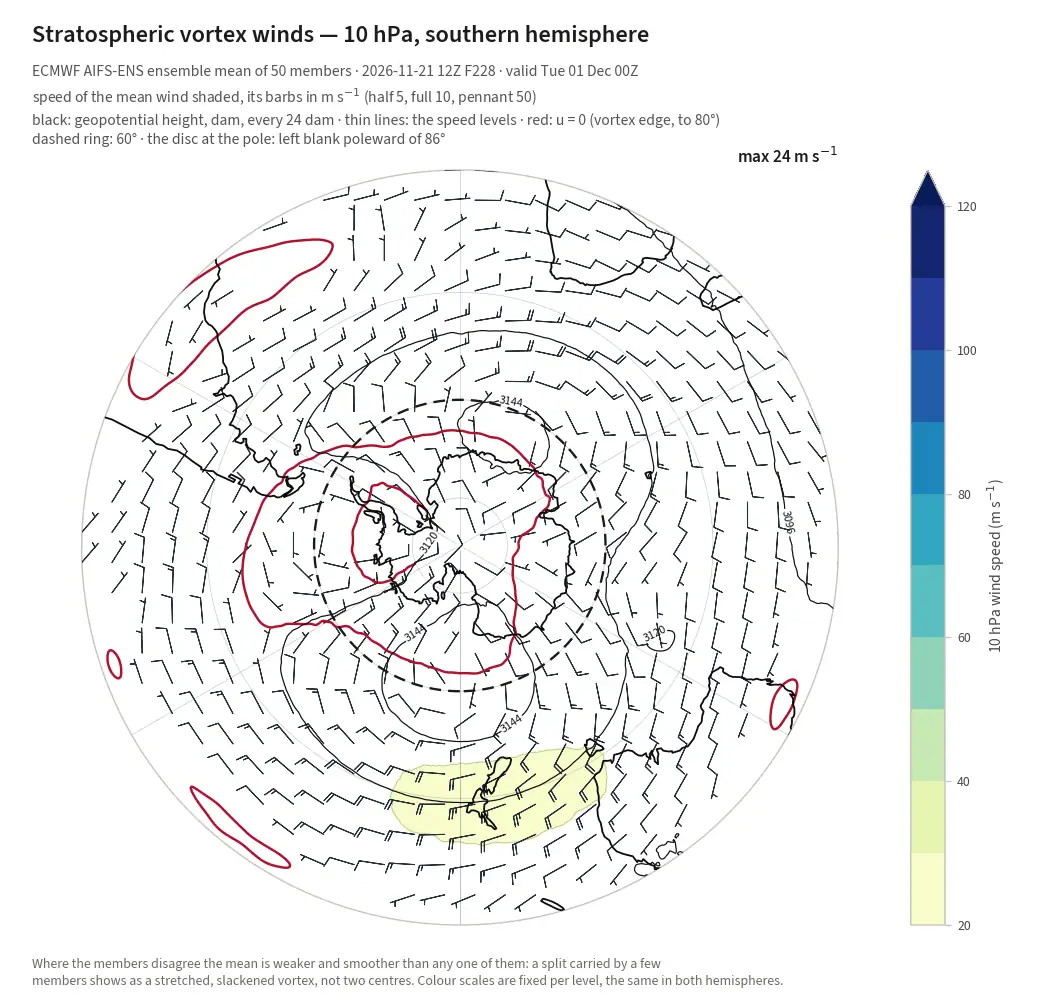 Stratospheric vortex winds — 10 hPa, southern hemisphere
ECMWF AIFS-ENS ensemble mean of 50 members · 2026-11-21 12Z F228 · valid Tue 01 Dec 00Z
speed of the mean wind shaded, its barbs in m s⁻¹ (half 5, full 10, pennant 50)
black: geopotential height, dam, every 24 dam · thin lines: the speed levels · red: u = 0 (vortex edge, to 80°)
dashed ring: 60° · the disc at the pole: left blank poleward of 86°
max 24 m s⁻¹
120
100
80
60
40
20
10 hPa wind speed (m s⁻¹)
3144
3096
3120
3144
3120
3144
Where the members disagree the mean is weaker and smoother than any one of them: a split carried by a few
members shows as a stretched, slackened vortex, not two centres. Colour scales are fixed per level, the same in both hemispheres.